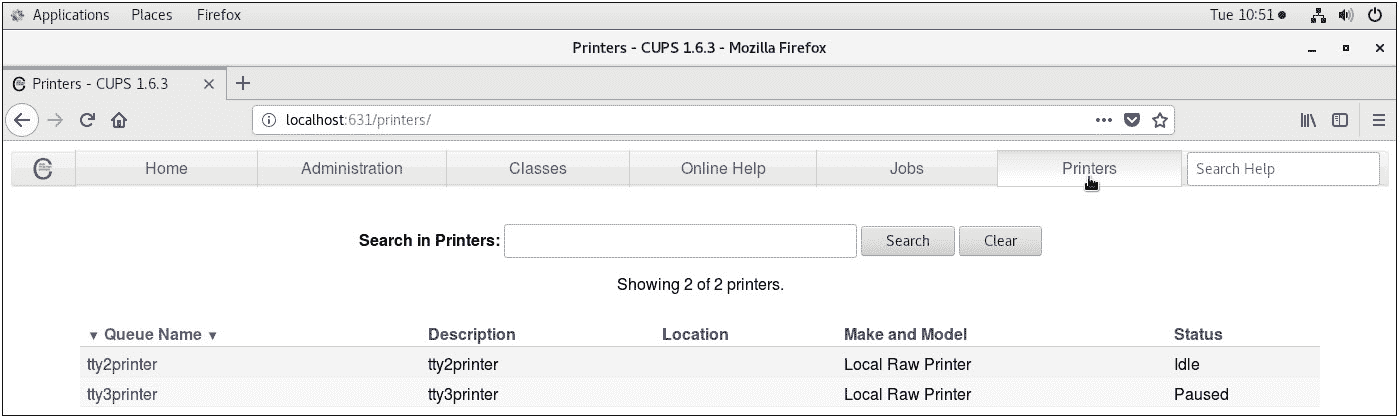 Applications Places Firefox Tue 10:51
Printers - CUPS 1.6.3 - Mozilla Firefox
Printers - CUPS 1.6.3
localhost:631/printers/
Home Administration Classes Online Help Jobs Printers Search Help
Search in Printers: Search Clear
Showing 2 of 2 printers.
▼ Queue Name ▼ Description Location Make and Model Status
tty2printer tty2printer Local Raw Printer Idle
tty3printer tty3printer Local Raw Printer Paused